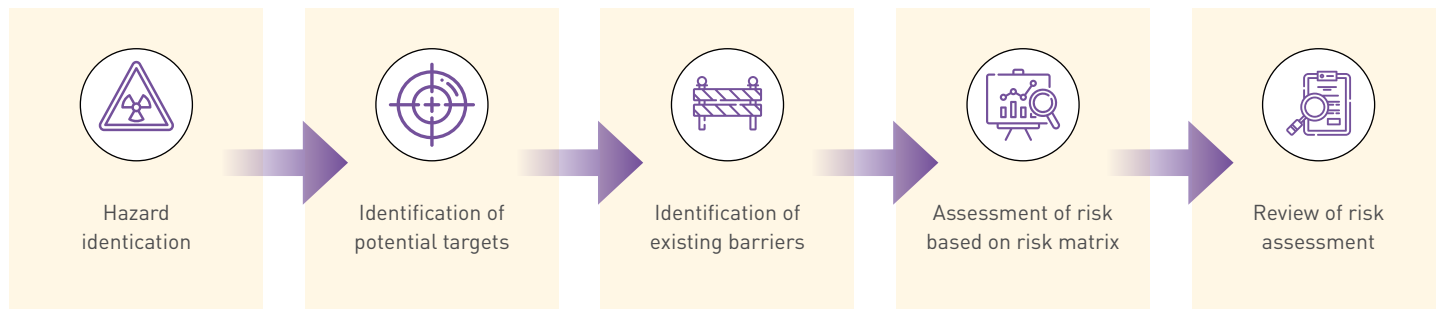 Hazard
identication
Identification of
potential targets
Identification of
existing barriers
Assessment of risk
based on risk matrix
Review of risk
assessment